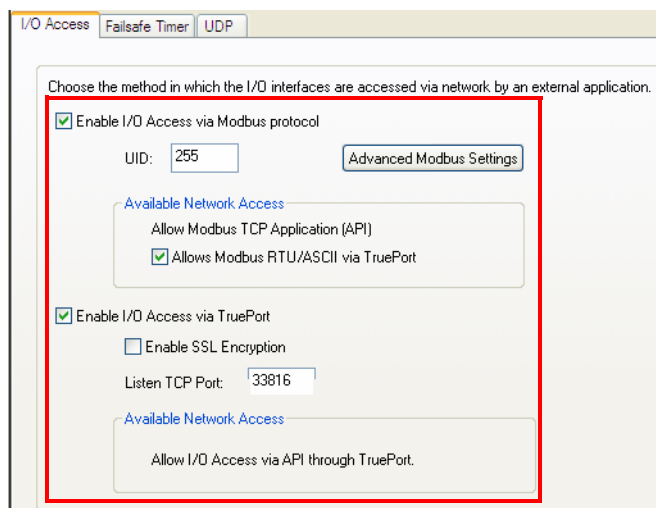 I/O Access Failsafe Timer UDP
Choose the method in which the I/O interfaces are accessed via network by an external application.
Enable I/O Access via Modbus protocol
UID: 255 Advanced Modbus Settings
Available Network Access
Allow Modbus TCP Application (API)
Allows Modbus RTU/ASCII via TruePort
Enable I/O Access via TruePort
Enable SSL Encryption
Listen TCP Port: 33816
Available Network Access
Allow I/O Access via API through TruePort.